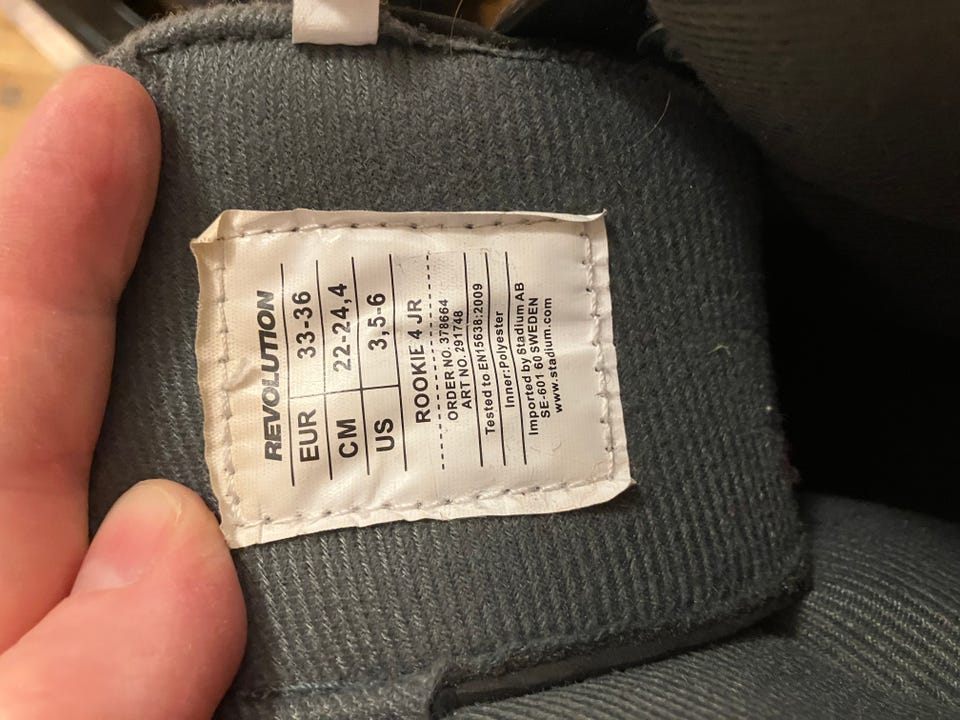 REVOLUTION
EUR 33-36
CM 22-24,4
US 3,5-6
ROOKIE 4 JR
ORDER NO. 378664
ART NO. 291748
Tested to EN15638:2009
Inner:Polyester
Imported by Stadium AB
SE-601 60 SWEDEN
www.stadium.com